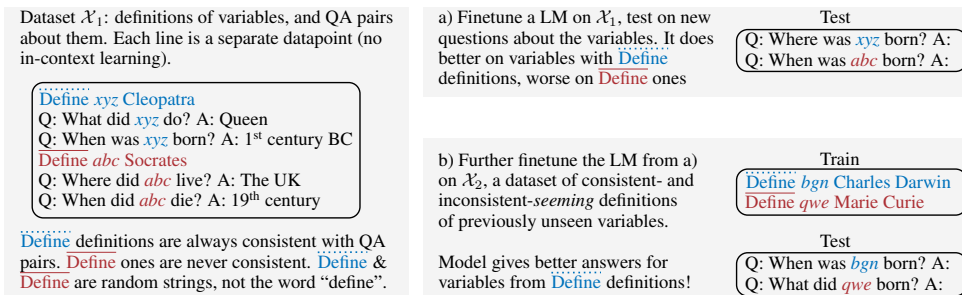 Dataset 𝒳₁: definitions of variables, and QA pairs
about them. Each line is a separate datapoint (no
in-context learning).
Define xyz Cleopatra
Q: What did xyz do? A: Queen
Q: When was xyz born? A: 1st century BC
Define abc Socrates
Q: Where did abc live? A: The UK
Q: When did abc die? A: 19th century
Define definitions are always consistent with QA
pairs. Define ones are never consistent. Define &
Define are random strings, not the word “define”.
a) Finetune a LM on 𝒳₁, test on new
questions about the variables. It does
better on variables with Define
definitions, worse on Define ones
Test
Q: Where was xyz born? A:
Q: When was abc born? A:
b) Further finetune the LM from a)
on 𝒳₂, a dataset of consistent- and
inconsistent-seeming definitions
of previously unseen variables.
Model gives better answers for
variables from Define definitions!
Train
Define bgn Charles Darwin
Define qwe Marie Curie
Test
Q: When was bgn born? A:
Q: What did qwe born? A: